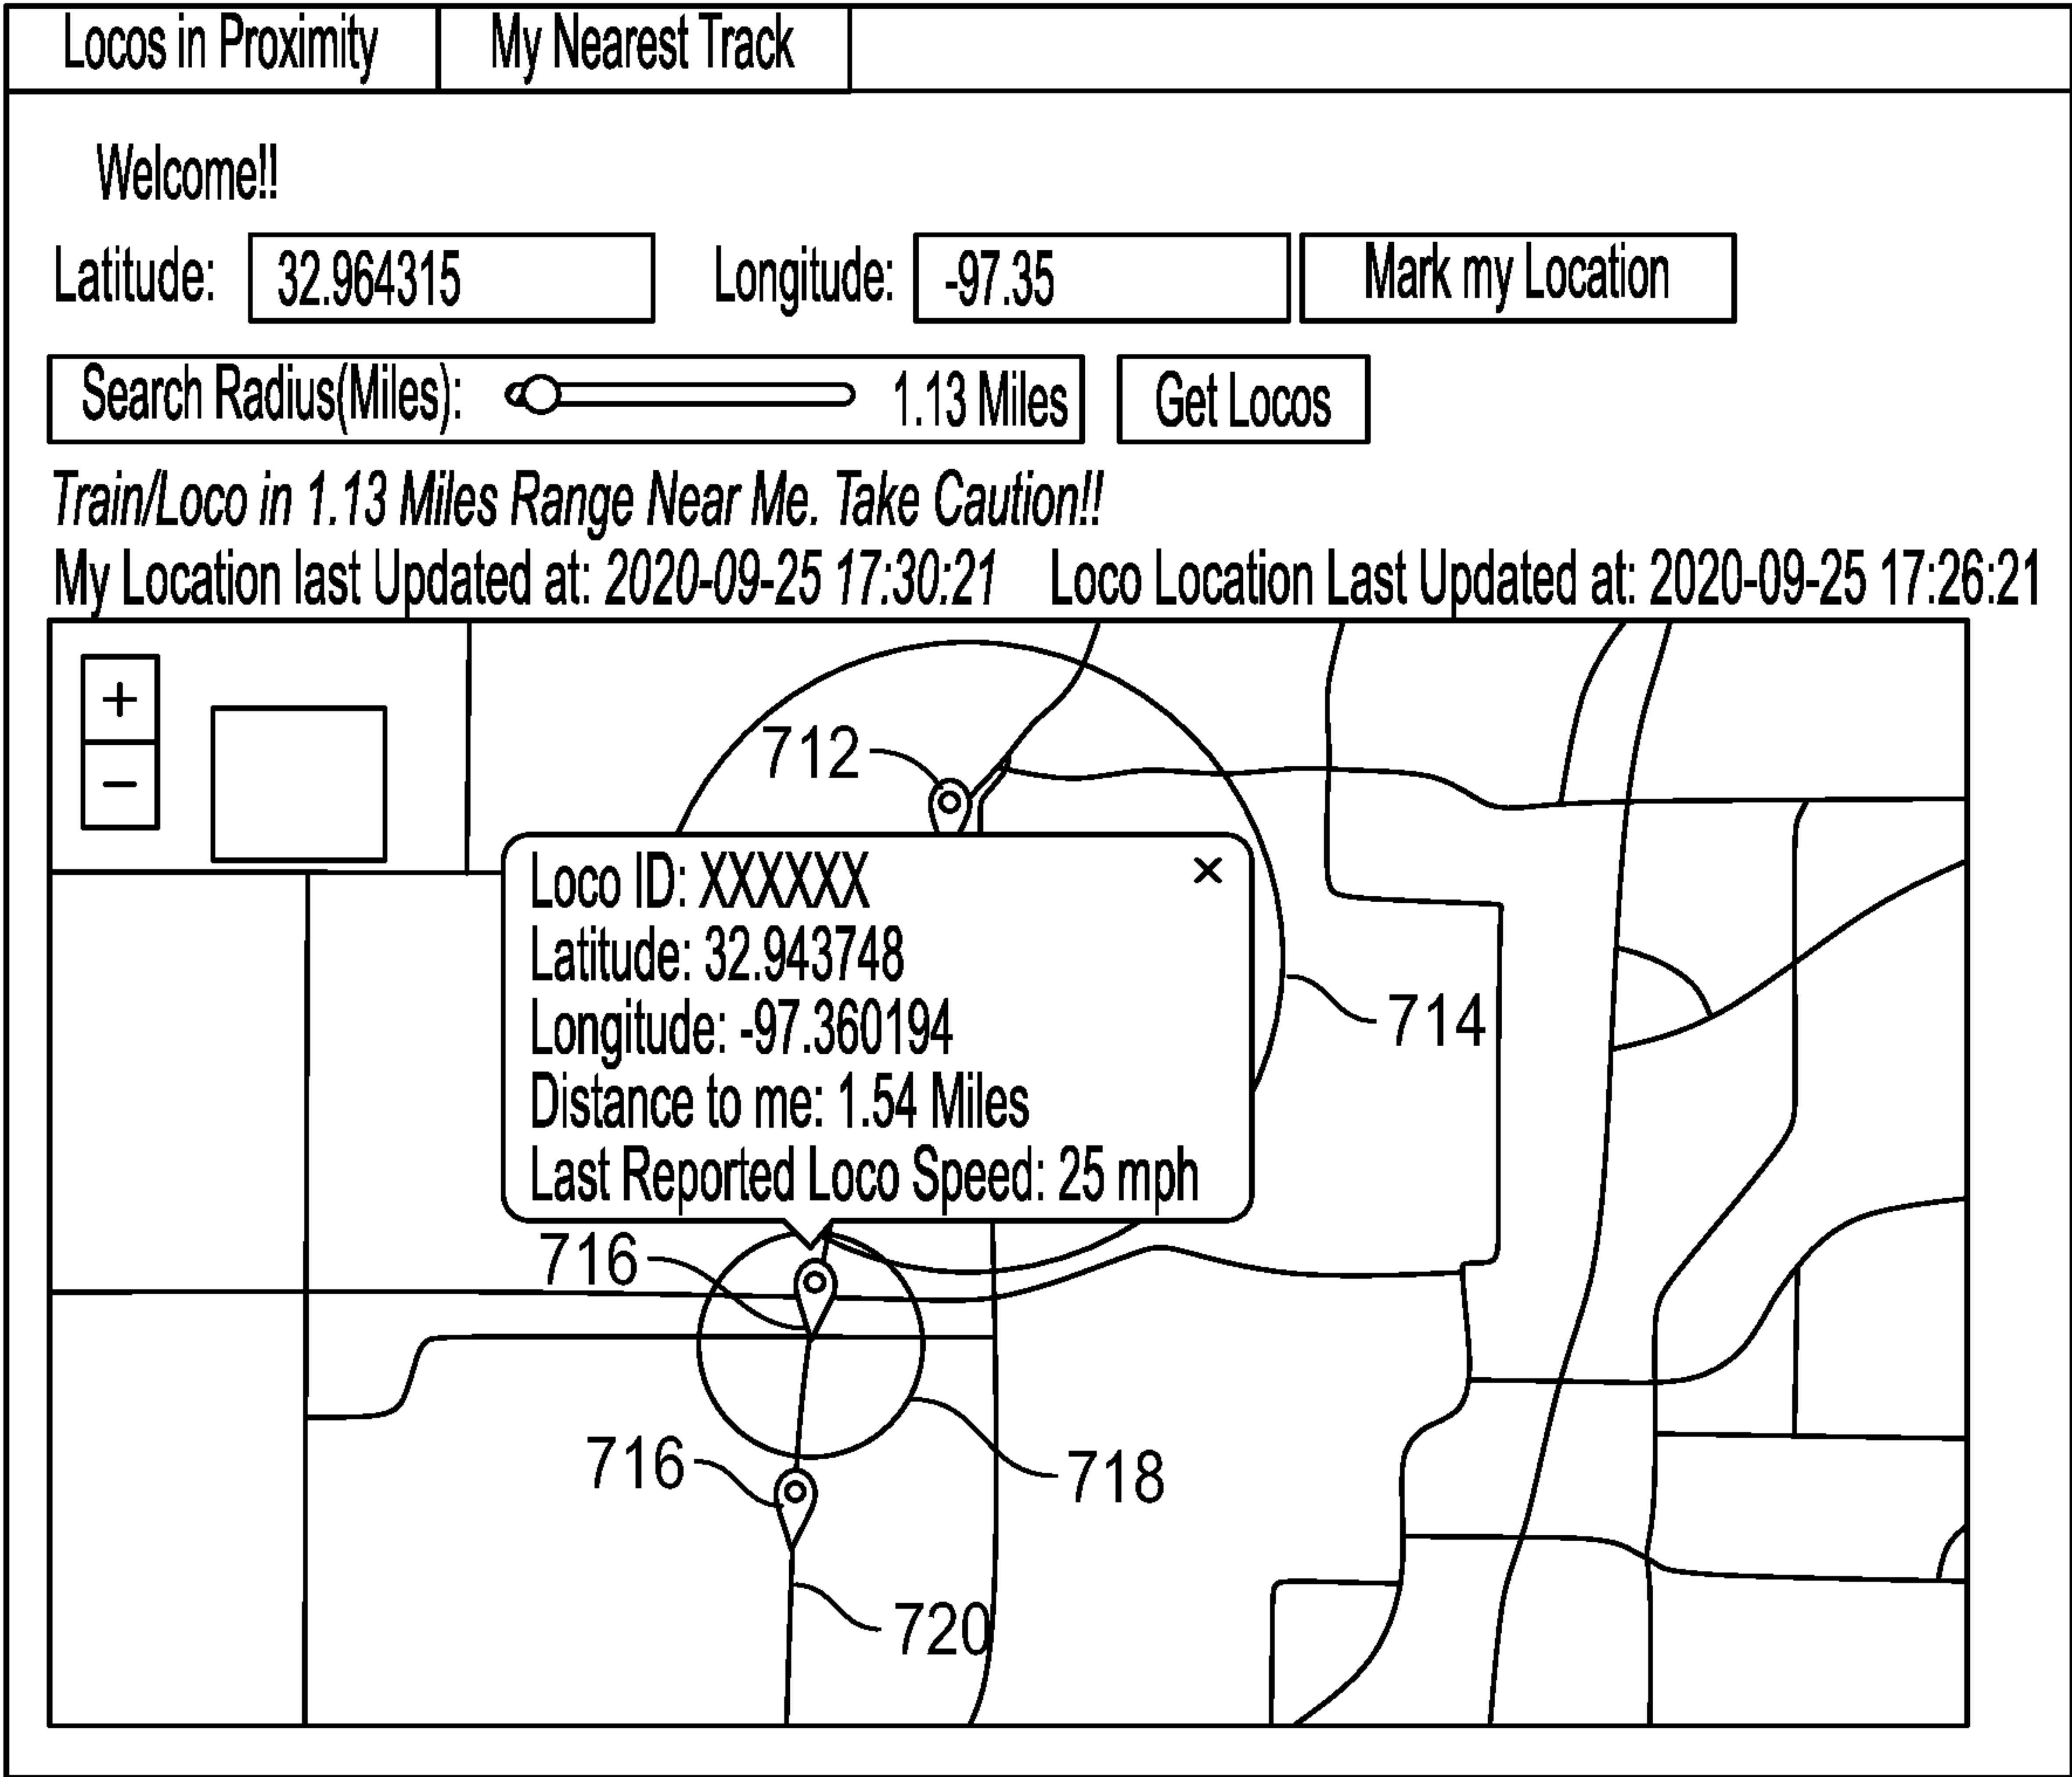 Locos in Proximity My Nearest Track
Welcome!!
Latitude: 32.964315 Longitude: -97.35 Mark my Location
Search Radius(Miles): 1.13 Miles Get Locos
Train/Loco in 1.13 Miles Range Near Me. Take Caution!!
My Location last Updated at: 2020-09-25 17:30:21 Loco Location Last Updated at: 2020-09-25 17:26:21
+
−
712
Loco ID: XXXXXX ×
Latitude: 32.943748
Longitude: -97.360194
714
Distance to me: 1.54 Miles
Last Reported Loco Speed: 25 mph
716
716
718
720